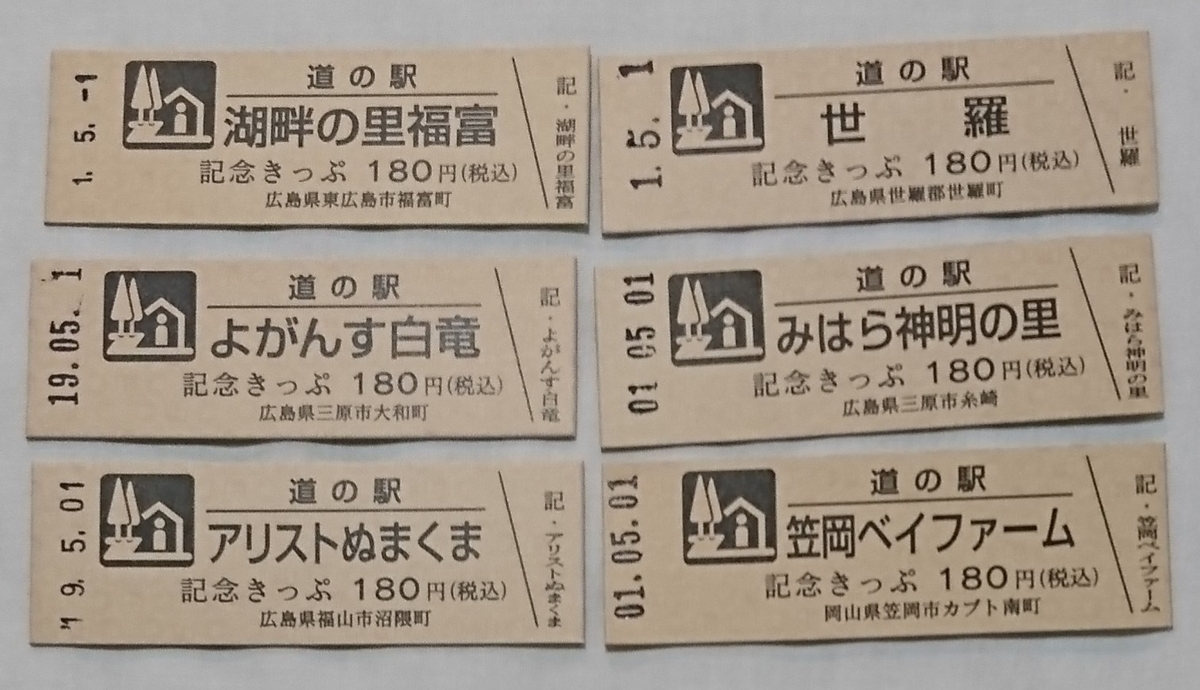 1. 5. -1
道の駅
湖畔の里福富
記念きっぷ 180円(税込)
広島県東広島市福富町
記・湖畔の里福富
1. 5. 1
道の駅
世 羅
記念きっぷ 180円(税込)
広島県世羅郡世羅町
記・世羅
19. 05. 1
道の駅
よがんす白竜
記念きっぷ 180円(税込)
広島県三原市大和町
記・よがんす白竜
01 05 01
道の駅
みはら神明の里
記念きっぷ 180円(税込)
広島県三原市糸崎
記・みはら神明の里
9. 5. 01
道の駅
アリストぬまくま
記念きっぷ 180円(税込)
広島県福山市沼隈町
記・アリストぬまくま
01. 05. 01
道の駅
笠岡ベイファーム
記念きっぷ 180円(税込)
岡山県笠岡市カブト南町
記・笠岡ベイファーム